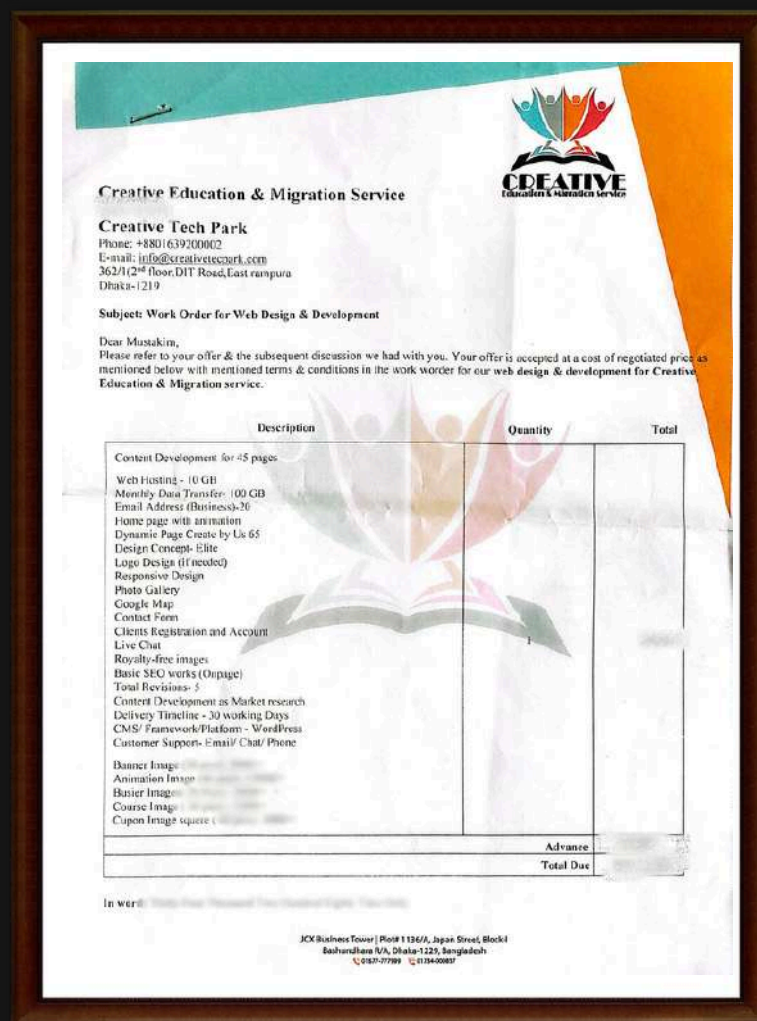 CREATIVE
Education & Migration Service
Creative Education & Migration Service
Creative Tech Park
Phone: +8801639200002
E-mail: info@creativetecpark.com
362/1(2nd floor,DIT Road,East rampura
Dhaka-1219
Subject: Work Order for Web Design & Development
Dear Mustakim,
Please refer to your offer & the subsequent discussion we had with you. Your offer is accepted at a cost of negotiated price as
mentioned below with mentioned terms & conditions in the work worder for our web design & development for Creative
Education & Migration service.
Description Quantity Total
Content Development for 45 pages
Web Hosting - 10 GB
Monthly Data Transfer- 100 GB
Email Address (Business)-20
Home page with animation
Dynamic Page Create by Us 65
Design Concept- Elite
Logo Design (if needed)
Responsive Design
Photo Gallery
Google Map
Contact Form
Clients Registration and Account
1
Live Chat
Royalty-free images
Basic SEO works (Onpage)
Total Revisions- 5
Content Development as Market research
Delivery Timeline - 30 working Days
CMS/ Framework/Platform - WordPress
Customer Support- Email/ Chat/ Phone
Banner Image
Animation Image
Busier Image
Course Image
Cupon Image squere (
Advance
Total Due
In word:
JCX Business Tower | Plot# 1136/A, Japan Street, Block-I
Bashundhara R/A, Dhaka-1229, Bangladesh